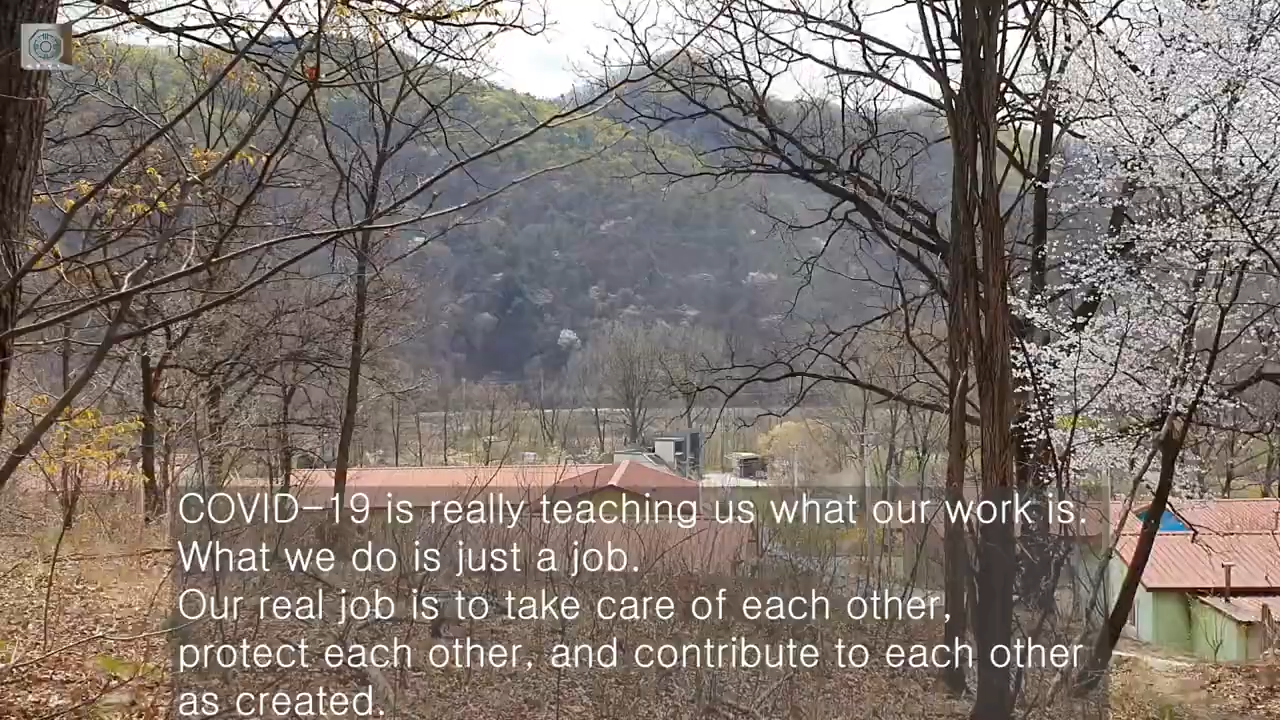 COVID-19 is really teaching us what our work is.
What we do is just a job.
Our real job is to take care of each other,
protect each other, and contribute to each other
as created.